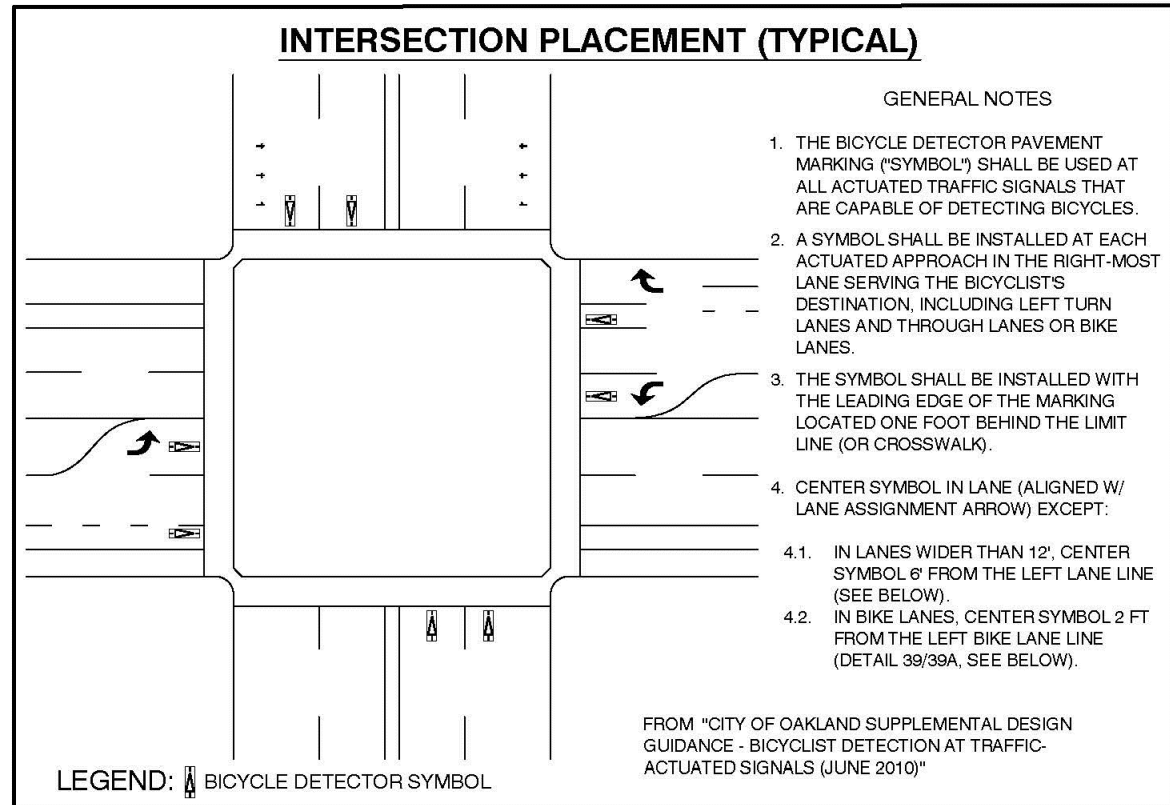 INTERSECTION PLACEMENT (TYPICAL)
GENERAL NOTES
1. THE BICYCLE DETECTOR PAVEMENT
MARKING ("SYMBOL") SHALL BE USED AT
ALL ACTUATED TRAFFIC SIGNALS THAT
ARE CAPABLE OF DETECTING BICYCLES.
2. A SYMBOL SHALL BE INSTALLED AT EACH
ACTUATED APPROACH IN THE RIGHT-MOST
LANE SERVING THE BICYCLIST'S
DESTINATION, INCLUDING LEFT TURN
LANES AND THROUGH LANES OR BIKE
LANES.
3. THE SYMBOL SHALL BE INSTALLED WITH
THE LEADING EDGE OF THE MARKING
LOCATED ONE FOOT BEHIND THE LIMIT
LINE (OR CROSSWALK).
4. CENTER SYMBOL IN LANE (ALIGNED W/
LANE ASSIGNMENT ARROW) EXCEPT:
4.1. IN LANES WIDER THAN 12', CENTER
SYMBOL 6' FROM THE LEFT LANE LINE
(SEE BELOW).
4.2. IN BIKE LANES, CENTER SYMBOL 2 FT
FROM THE LEFT BIKE LANE LINE
(DETAIL 39/39A, SEE BELOW).
FROM "CITY OF OAKLAND SUPPLEMENTAL DESIGN
GUIDANCE - BICYCLIST DETECTION AT TRAFFIC-
ACTUATED SIGNALS (JUNE 2010)"
LEGEND: BICYCLE DETECTOR SYMBOL